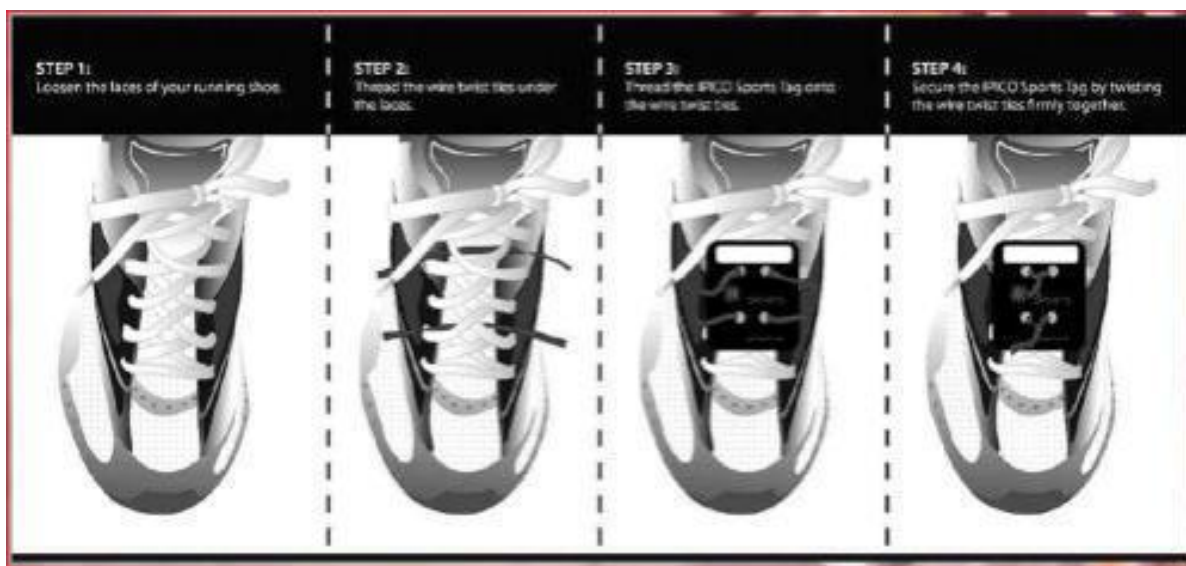 STEP 1:
Loosen the laces of your running shoe.
STEP 2:
Thread the wire twist ties under
the laces.
STEP 3:
Thread the IPICO Sports Tag onto
the wire twist ties.
STEP 4:
Secure the IPICO Sports Tag by twisting
the wire twist ties firmly together.